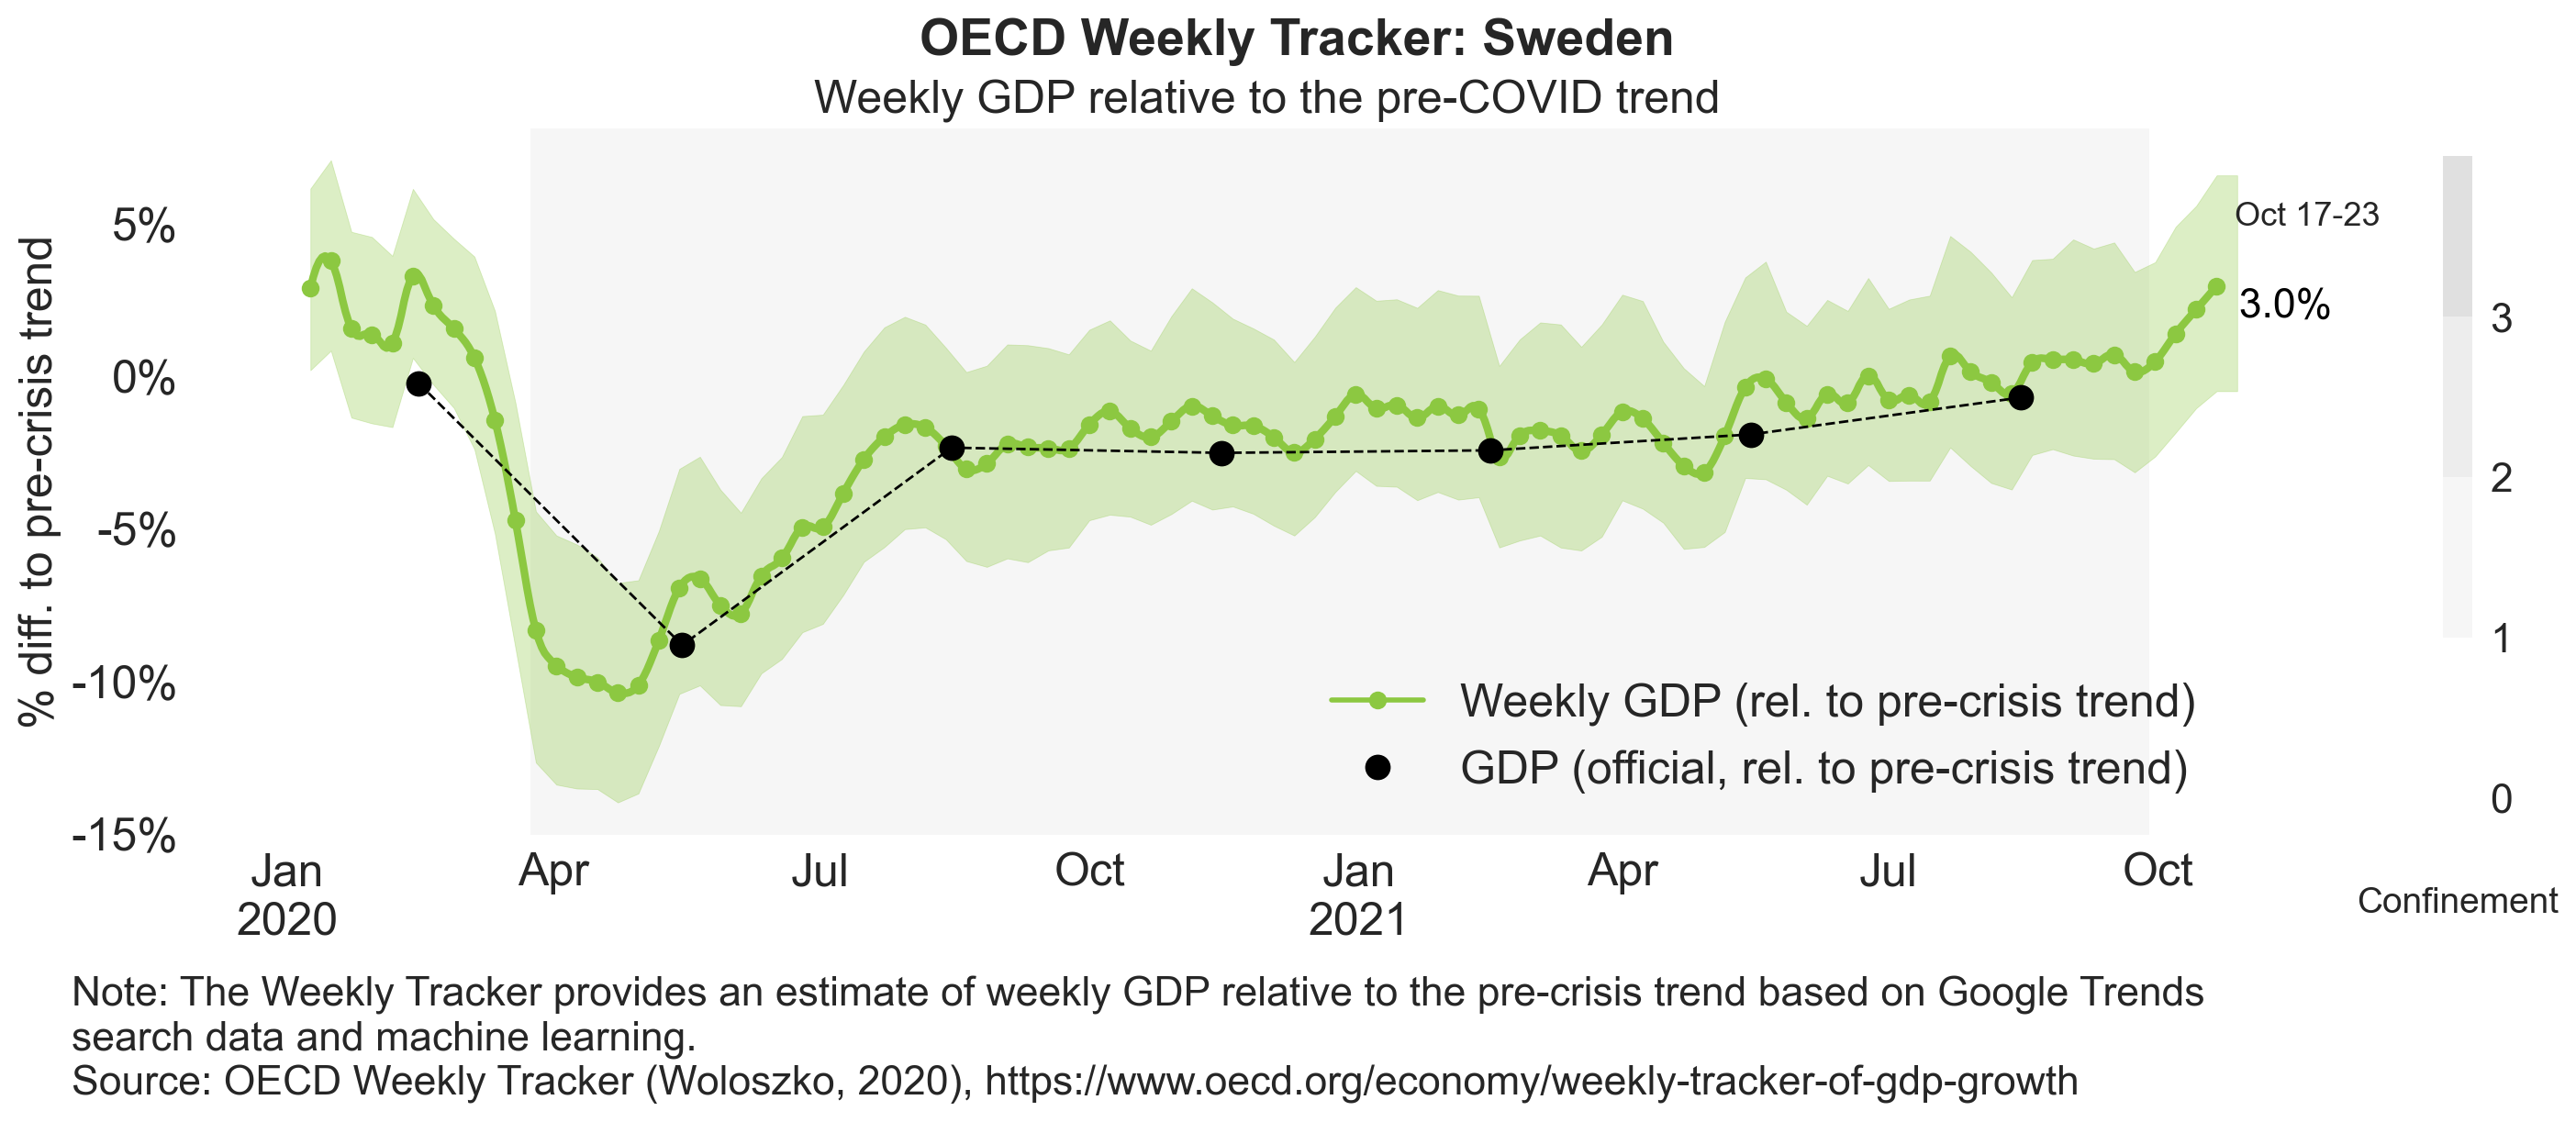 OECD Weekly Tracker: Sweden
Weekly GDP relative to the pre-COVID trend
% diff. to pre-crisis trend
5%
0%
-5%
-10%
-15%
Oct 17-23
3.0%
Weekly GDP (rel. to pre-crisis trend)
GDP (official, rel. to pre-crisis trend)
3
2
1
0
Confinement
Jan Apr Jul Oct Jan Apr Jul Oct
2020 2021
Note: The Weekly Tracker provides an estimate of weekly GDP relative to the pre-crisis trend based on Google Trends
search data and machine learning.
Source: OECD Weekly Tracker (Woloszko, 2020), https://www.oecd.org/economy/weekly-tracker-of-gdp-growth